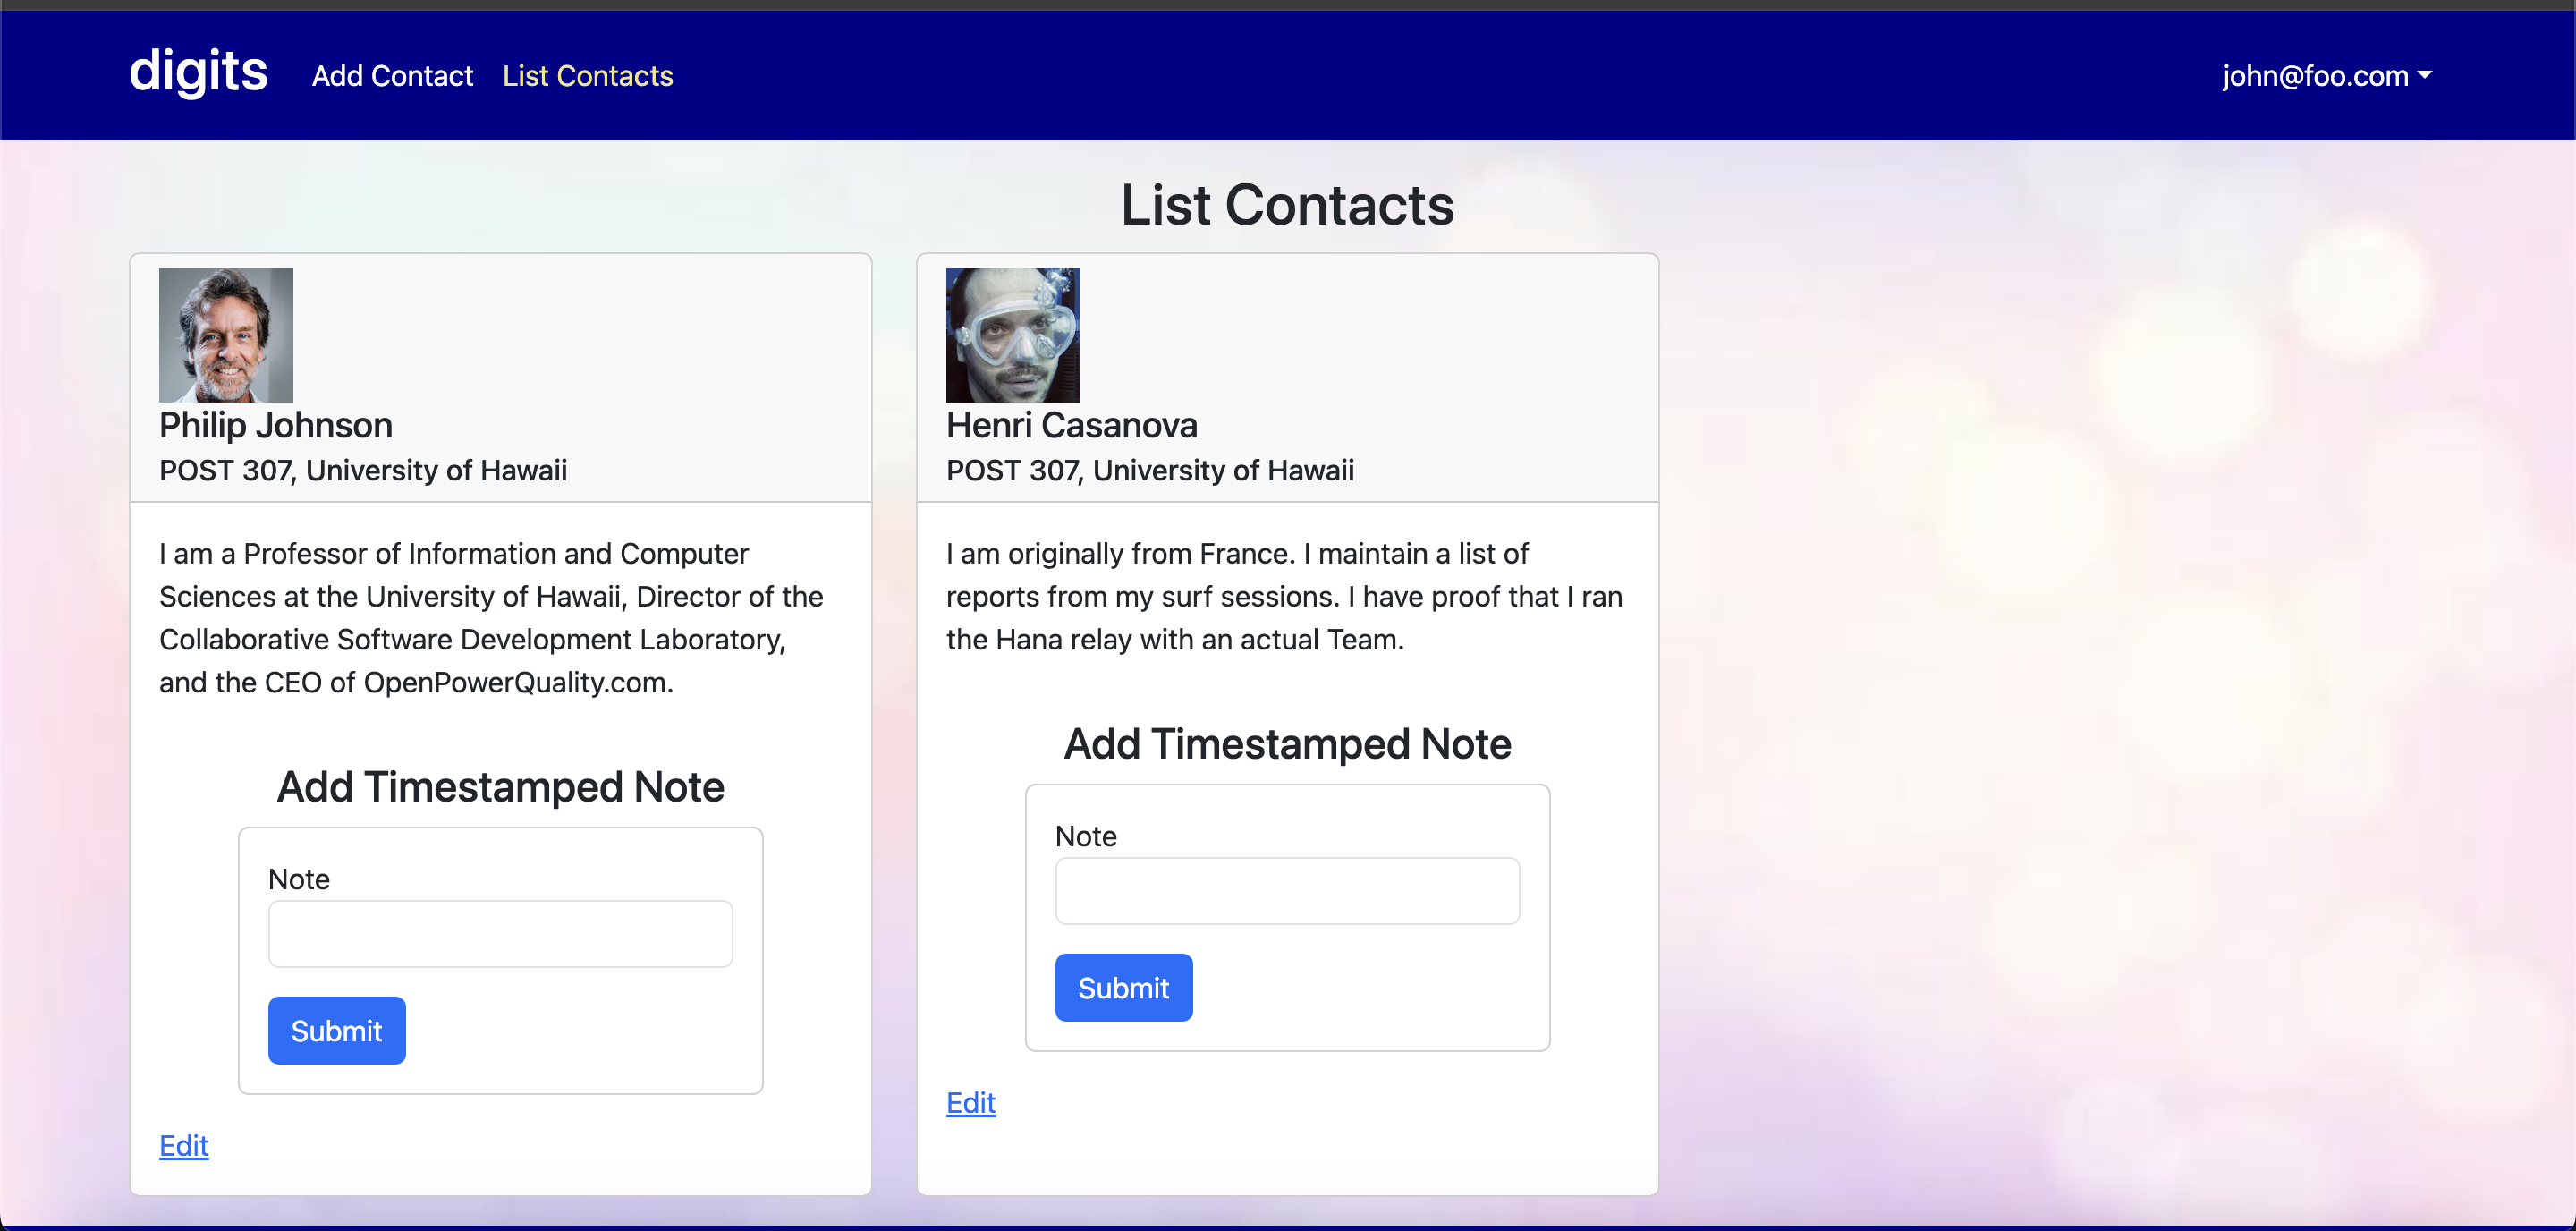 digits Add Contact List Contacts john@foo.com
List Contacts
Philip Johnson
POST 307, University of Hawaii
I am a Professor of Information and Computer
Sciences at the University of Hawaii, Director of the
Collaborative Software Development Laboratory,
and the CEO of OpenPowerQuality.com.
Add Timestamped Note
Note
Submit
Edit
Henri Casanova
POST 307, University of Hawaii
I am originally from France. I maintain a list of
reports from my surf sessions. I have proof that I ran
the Hana relay with an actual Team.
Add Timestamped Note
Note
Submit
Edit